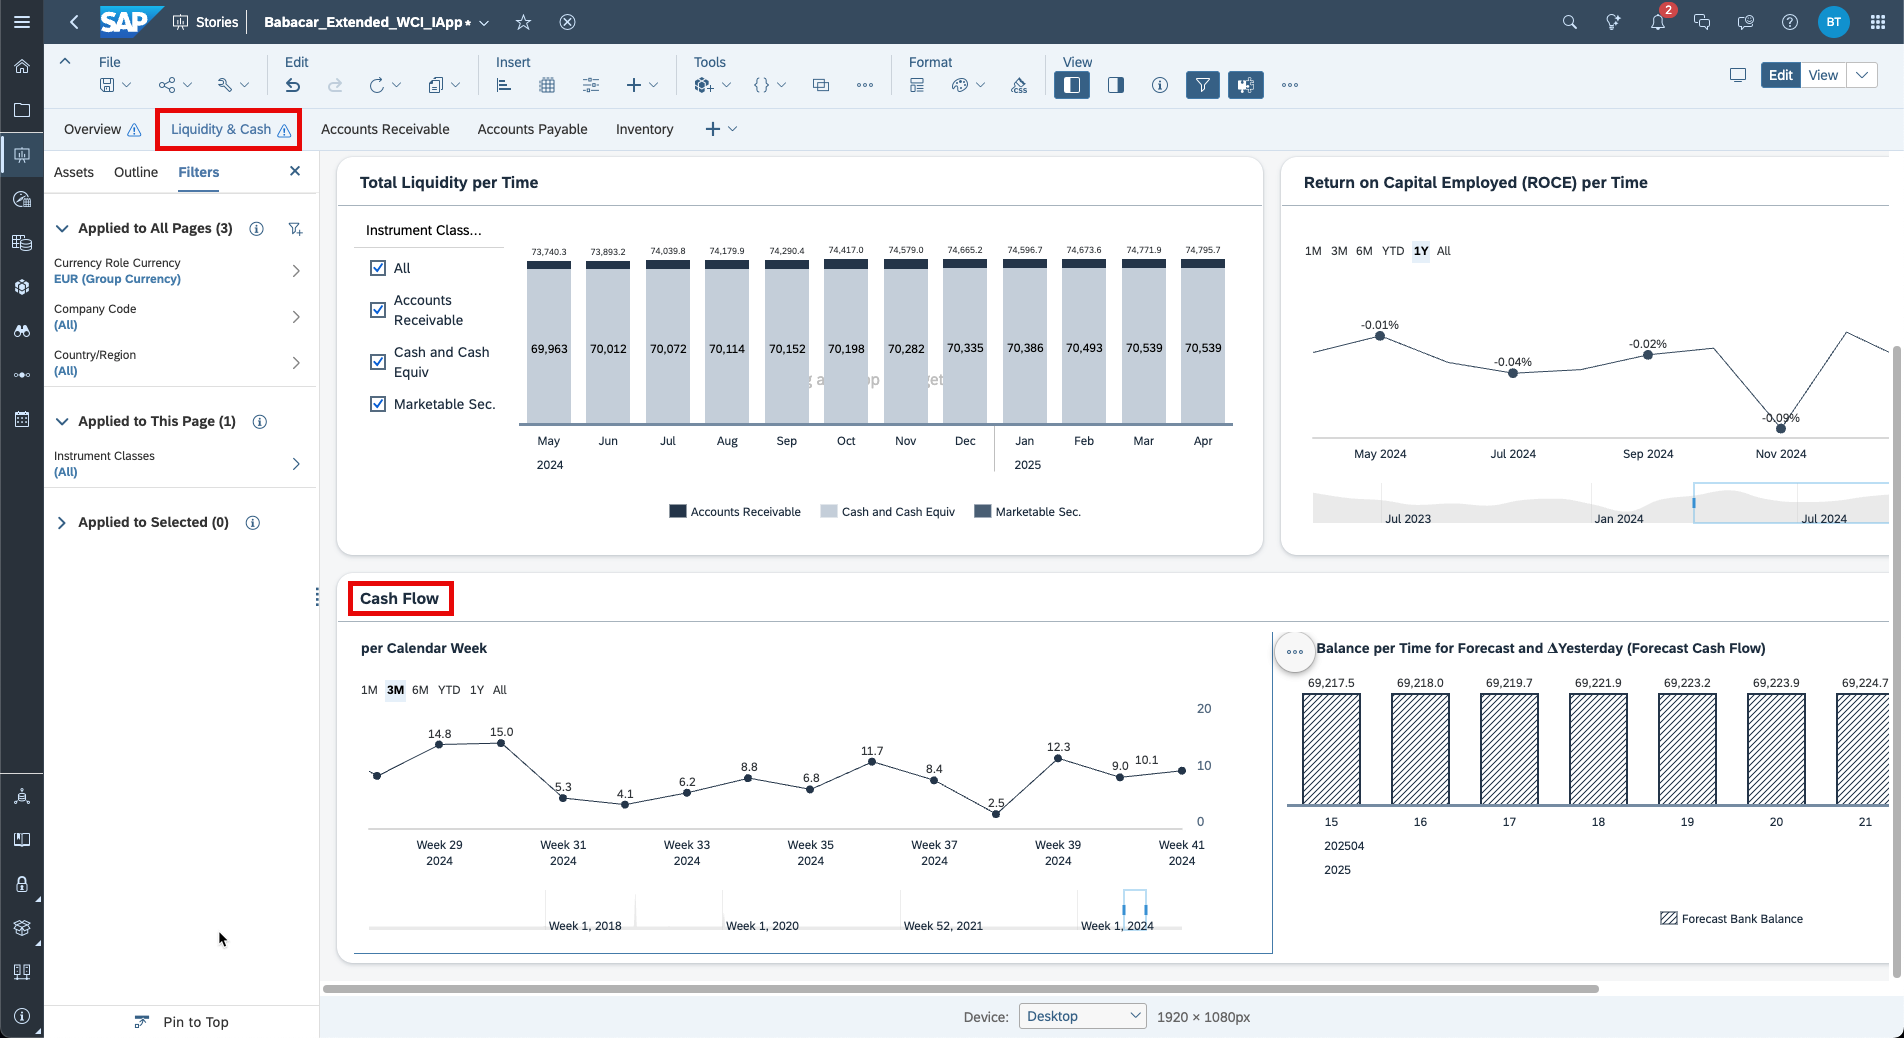 SAP Stories Babacar_Extended_WCI_IApp* 2 BT
File Edit Insert Tools Format View
CSS
Edit View
Overview Liquidity & Cash Accounts Receivable Accounts Payable Inventory
Assets Outline Filters
Applied to All Pages (3)
Currency Role Currency
EUR (Group Currency)
Company Code
(All)
Country/Region
(All)
Applied to This Page (1)
Instrument Classes
(All)
Applied to Selected (0)
Pin to Top
Total Liquidity per Time
Instrument Class...
All
Accounts
Receivable
Cash and Cash
Equiv
Marketable Sec.
73,740.3 73,893.2 74,039.8 74,179.9 74,290.4 74,417.0 74,579.0 74,665.2 74,596.7 74,673.6 74,771.9 74,795.7
69,963 70,012 70,072 70,114 70,152 70,198 70,282 70,335 70,386 70,493 70,539 70,539
May Jun Jul Aug Sep Oct Nov Dec Jan Feb Mar Apr
2024 2025
Accounts Receivable Cash and Cash Equiv Marketable Sec.
Return on Capital Employed (ROCE) per Time
1M 3M 6M YTD 1Y All
-0.01%
-0.04%
-0.02%
-0.09%
May 2024 Jul 2024 Sep 2024 Nov 2024
Jul 2023 Jan 2024 Jul 2024
Cash Flow
per Calendar Week
1M 3M 6M YTD 1Y All
20
10
0
14.8 15.0 5.3 4.1 6.2 8.8 6.8 11.7 8.4 2.5 12.3 9.0 10.1
Week 29 Week 31 Week 33 Week 35 Week 37 Week 39 Week 41
2024 2024 2024 2024 2024 2024 2024
Week 1, 2018 Week 1, 2020 Week 52, 2021 Week 1, 2024
Balance per Time for Forecast and ΔYesterday (Forecast Cash Flow)
69,217.5 69,218.0 69,219.7 69,221.9 69,223.2 69,223.9 69,224.7
15 16 17 18 19 20 21
202504
2025
Forecast Bank Balance
Device: Desktop 1920 × 1080px